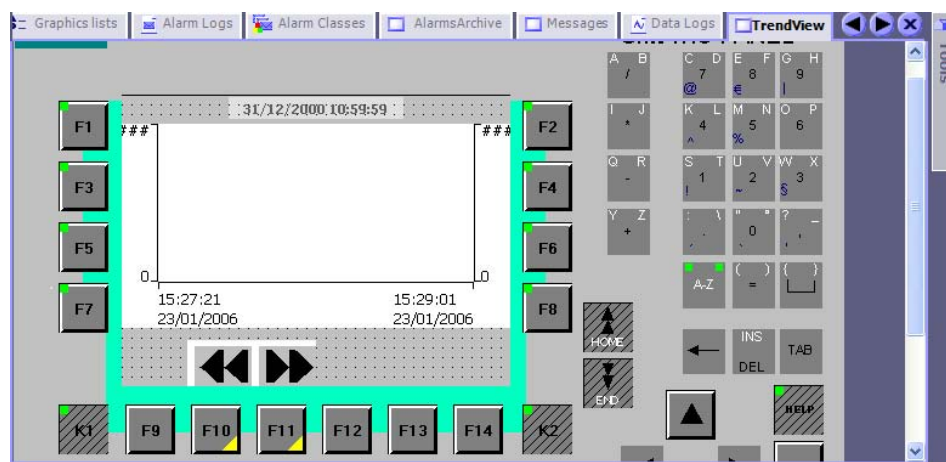 Graphics lists
Alarm Logs
Alarm Classes
AlarmsArchive
Messages
Data Logs
TrendView
Tools
31/12/2000 10:59:59
###
###
0
0
15:27:21
15:29:01
23/01/2006
23/01/2006
F1
F2
F3
F4
F5
F6
F7
F8
K1
F9
F10
F11
F12
F13
F14
K2
A B
/
C D
7
@
E F
8
€
G H
9
|
I J
*
K L
4
^
M N
5
%
O P
6
Q R
-
S T
1
!
U V
2
~
W X
3
§
Y Z
+
: \
.
" °
0
? _
A-Z
( )
=
{ }
HOME
END
INS
DEL
TAB
HELP